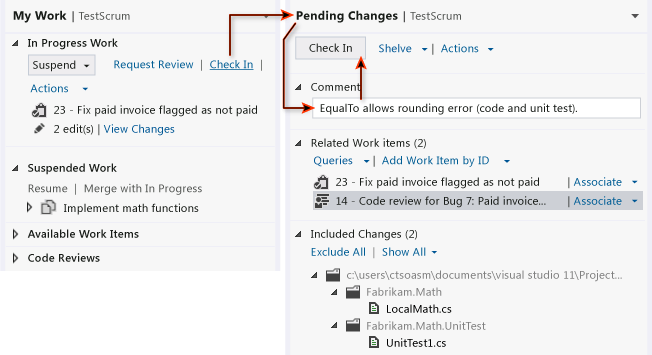 My Work | TestScrum
In Progress Work
Suspend
Request Review | Check In |
Actions
23 - Fix paid invoice flagged as not paid
2 edit(s) | View Changes
Suspended Work
Resume | Merge with In Progress
Implement math functions
Available Work Items
Code Reviews
Pending Changes | TestScrum
Check In
Shelve | Actions
Comment
EqualTo allows rounding error (code and unit test).
Related Work items (2)
Queries | Add Work Item by ID
23 - Fix paid invoice flagged as not paid | Associate
14 - Code review for Bug 7: Paid invoice... | Associate
Included Changes (2)
Exclude All | Show All
c:\users\ctsoasm\documents\visual studio 11\Project...
Fabrikam.Math
LocalMath.cs
Fabrikam.Math.UnitTest
UnitTest1.cs